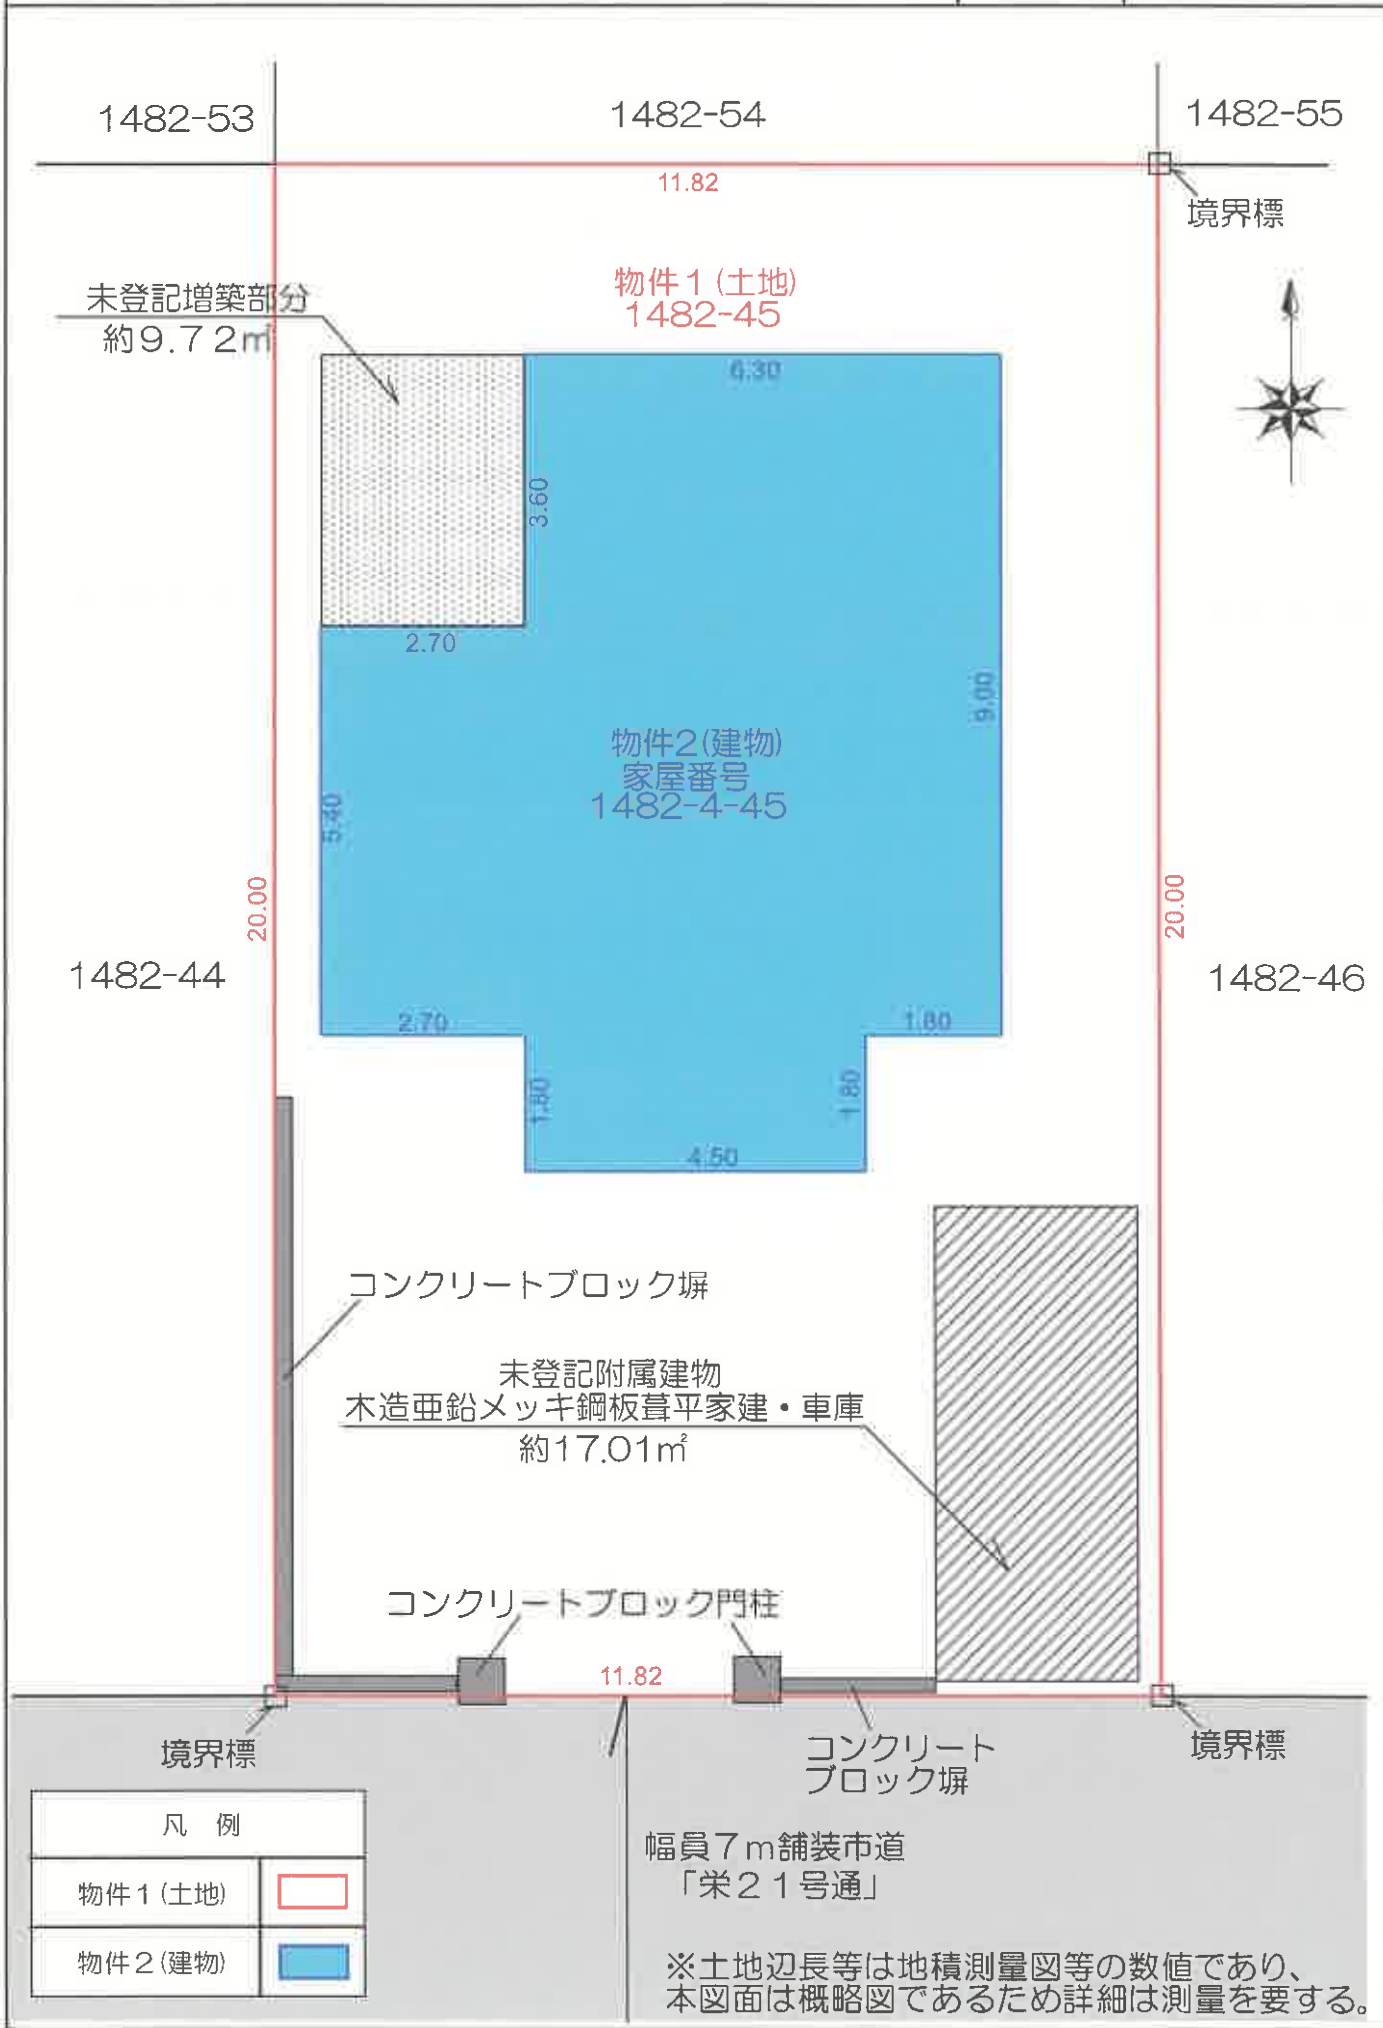 1482-53
1482-54
1482-55
11.82
境界標
物件１(土地)
1482-45
未登記増築部分
約９.７２㎡
6.30
3.60
2.70
9.00
物件２(建物)
家屋番号
1482-4-45
5.40
20.00
20.00
1482-44
1482-46
2.70
1.80
1.80
1.80
4.50
コンクリートブロック塀
未登記附属建物
木造亜鉛メッキ鋼板葺平家建・車庫
約17.01㎡
コンクリートブロック門柱
11.82
境界標
コンクリート
ブロック塀
境界標
凡 例
物件１(土地)
物件２(建物)
幅員７ｍ舗装市道
「栄２１号通」
※土地辺長等は地積測量図等の数値であり、
本図面は概略図であるため詳細は測量を要する。